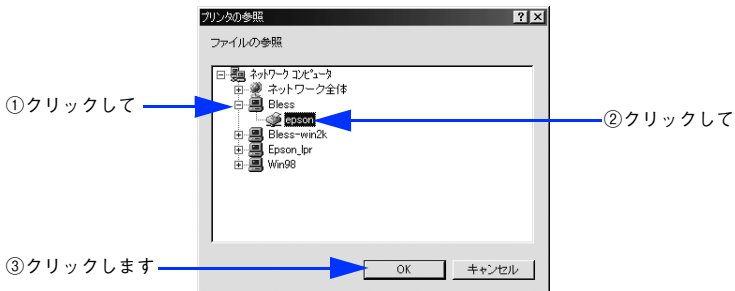 プリンタの参照
ファイルの参照
ネットワーク コンピュータ
ネットワーク全体
①クリックして
Bless
epson
②クリックして
Bless-win2k
Epson_lpr
Win98
③クリックします
OK
キャンセル